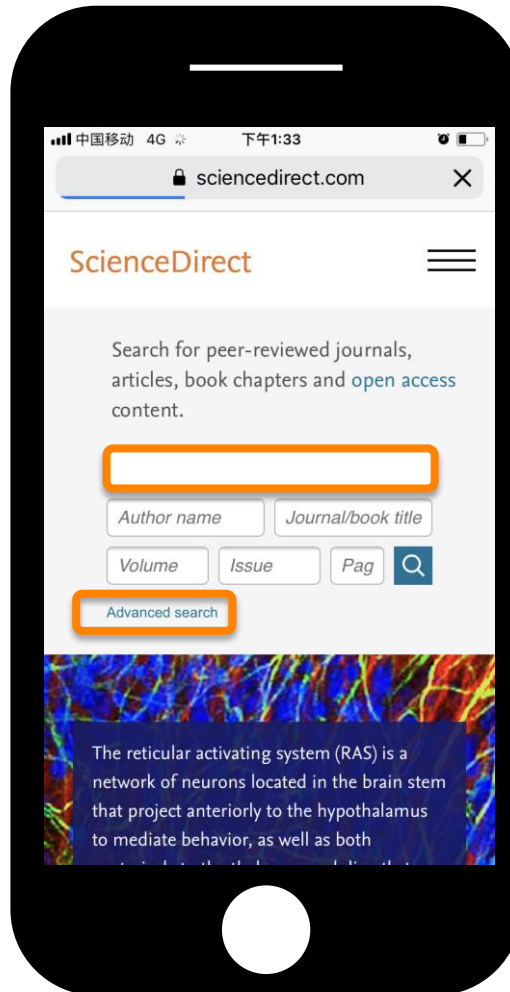 中国移动 4G 下午1:33
sciencedirect.com
ScienceDirect
Search for peer-reviewed journals,
articles, book chapters and open access
content.
Author name Journal/book title
Volume Issue Pag
Advanced search
The reticular activating system (RAS) is a
network of neurons located in the brain stem
that project anteriorly to the hypothalamus
to mediate behavior, as well as both